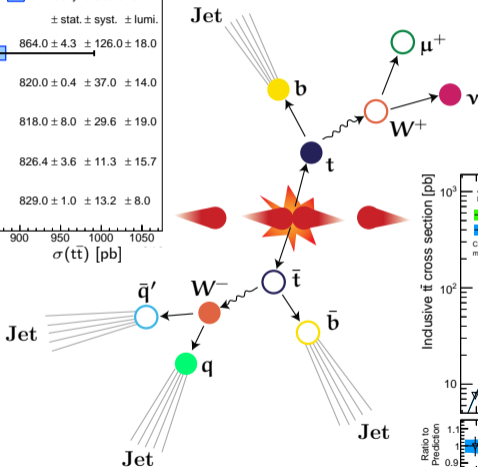 ± stat. ± syst. ± lumi.
864.0 ± 4.3 ± 126.0 ± 18.0
820.0 ± 0.4 ± 37.0 ± 14.0
818.0 ± 8.0 ± 29.6 ± 19.0
826.4 ± 3.6 ± 11.3 ± 15.7
829.0 ± 1.0 ± 13.2 ± 8.0
900 950 1000 1050
σ(tt̄) [pb]
Jet
b
μ⁺
ν
W⁺
t
t̄
W⁻
q̄′
Jet
b̄
q
Jet
Jet
Inclusive tt̄ cross section [pb]
10³
10²
10
Ratio to
Prediction
1.1
1
0.9